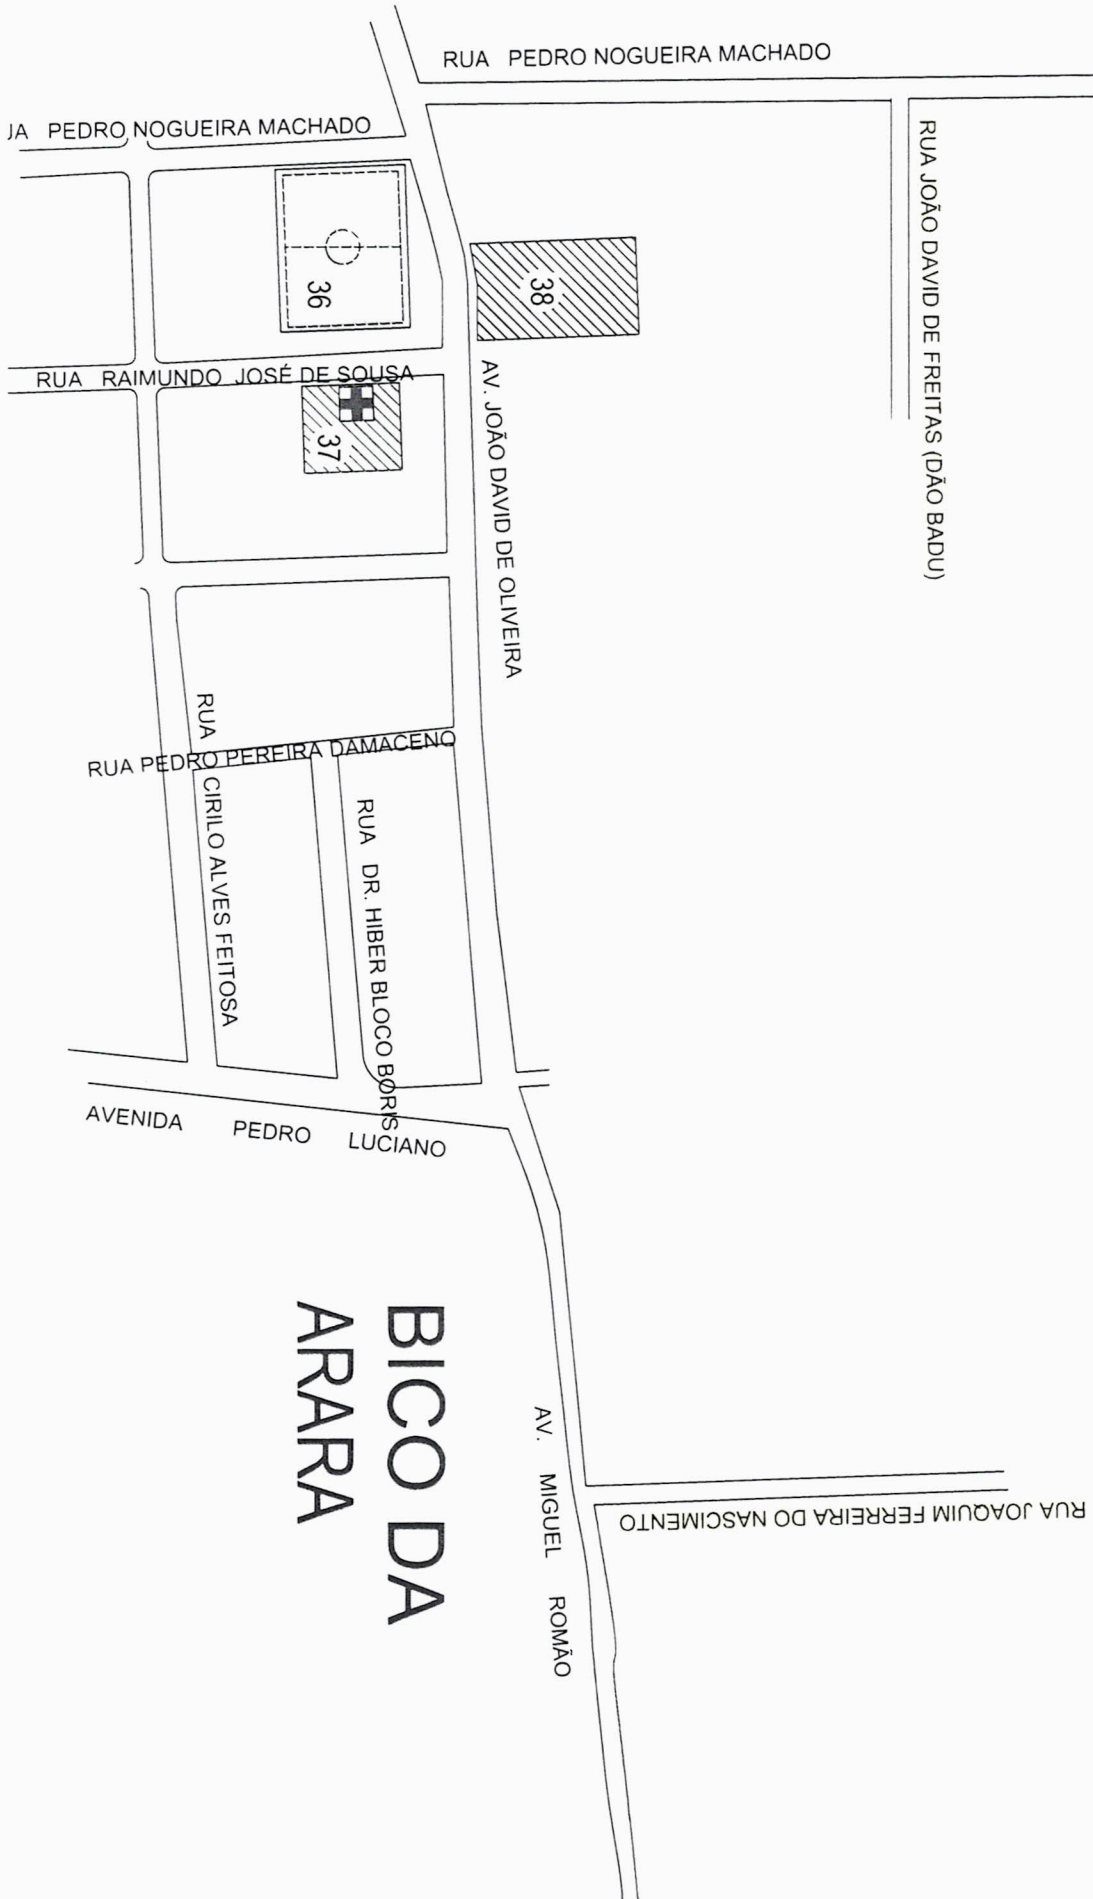 RUA PEDRO NOGUEIRA MACHADO
JA PEDRO NOGUEIRA MACHADO
RUA JOÃO DAVID DE FREITAS (DÃO BADU)
38
36
RUA RAIMUNDO JOSÉ DE SOUSA
37
AV. JOÃO DAVID DE OLIVEIRA
RUA PEDRO PEREIRA DAMACENO
RUA CIRILO ALVES FEITOSA
RUA DR. HIBER BLOCO BORIS
AVENIDA PEDRO LUCIANO
BICO DA
ARARA
AV. MIGUEL ROMÃO
RUA JOAQUIM FERREIRA DO NASCIMENTO